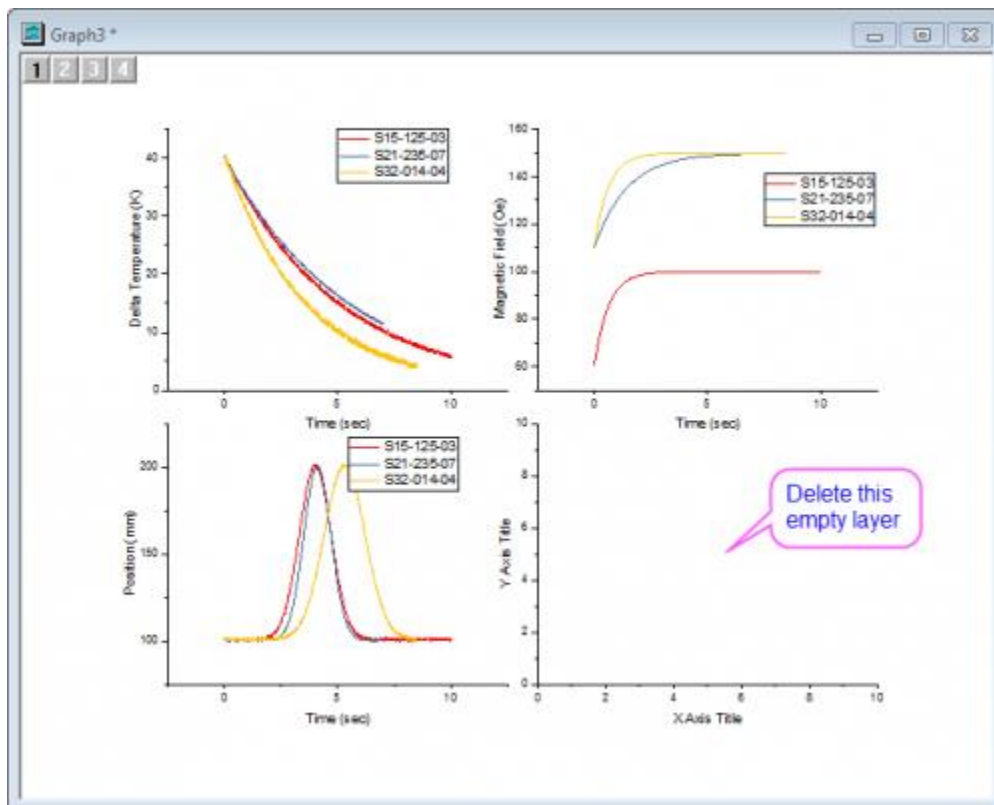 Graph3 *
1 2 3 4
S15-125-03
S21-235-07
S32-014-04
40
30
20
10
0
Delta Temperature (K)
0 5 10
Time (sec)
160
140
120
100
80
60
Magnetic Field (Oe)
S15-125-03
S21-235-07
S32-014-04
0 5 10
Time (sec)
S15-125-03
S21-235-07
S32-014-04
200
150
100
Position (mm)
0 5 10
Time (sec)
10
8
6
4
2
0
Y Axis Title
Delete this
empty layer
0 2 4 6 8 10
X Axis Title